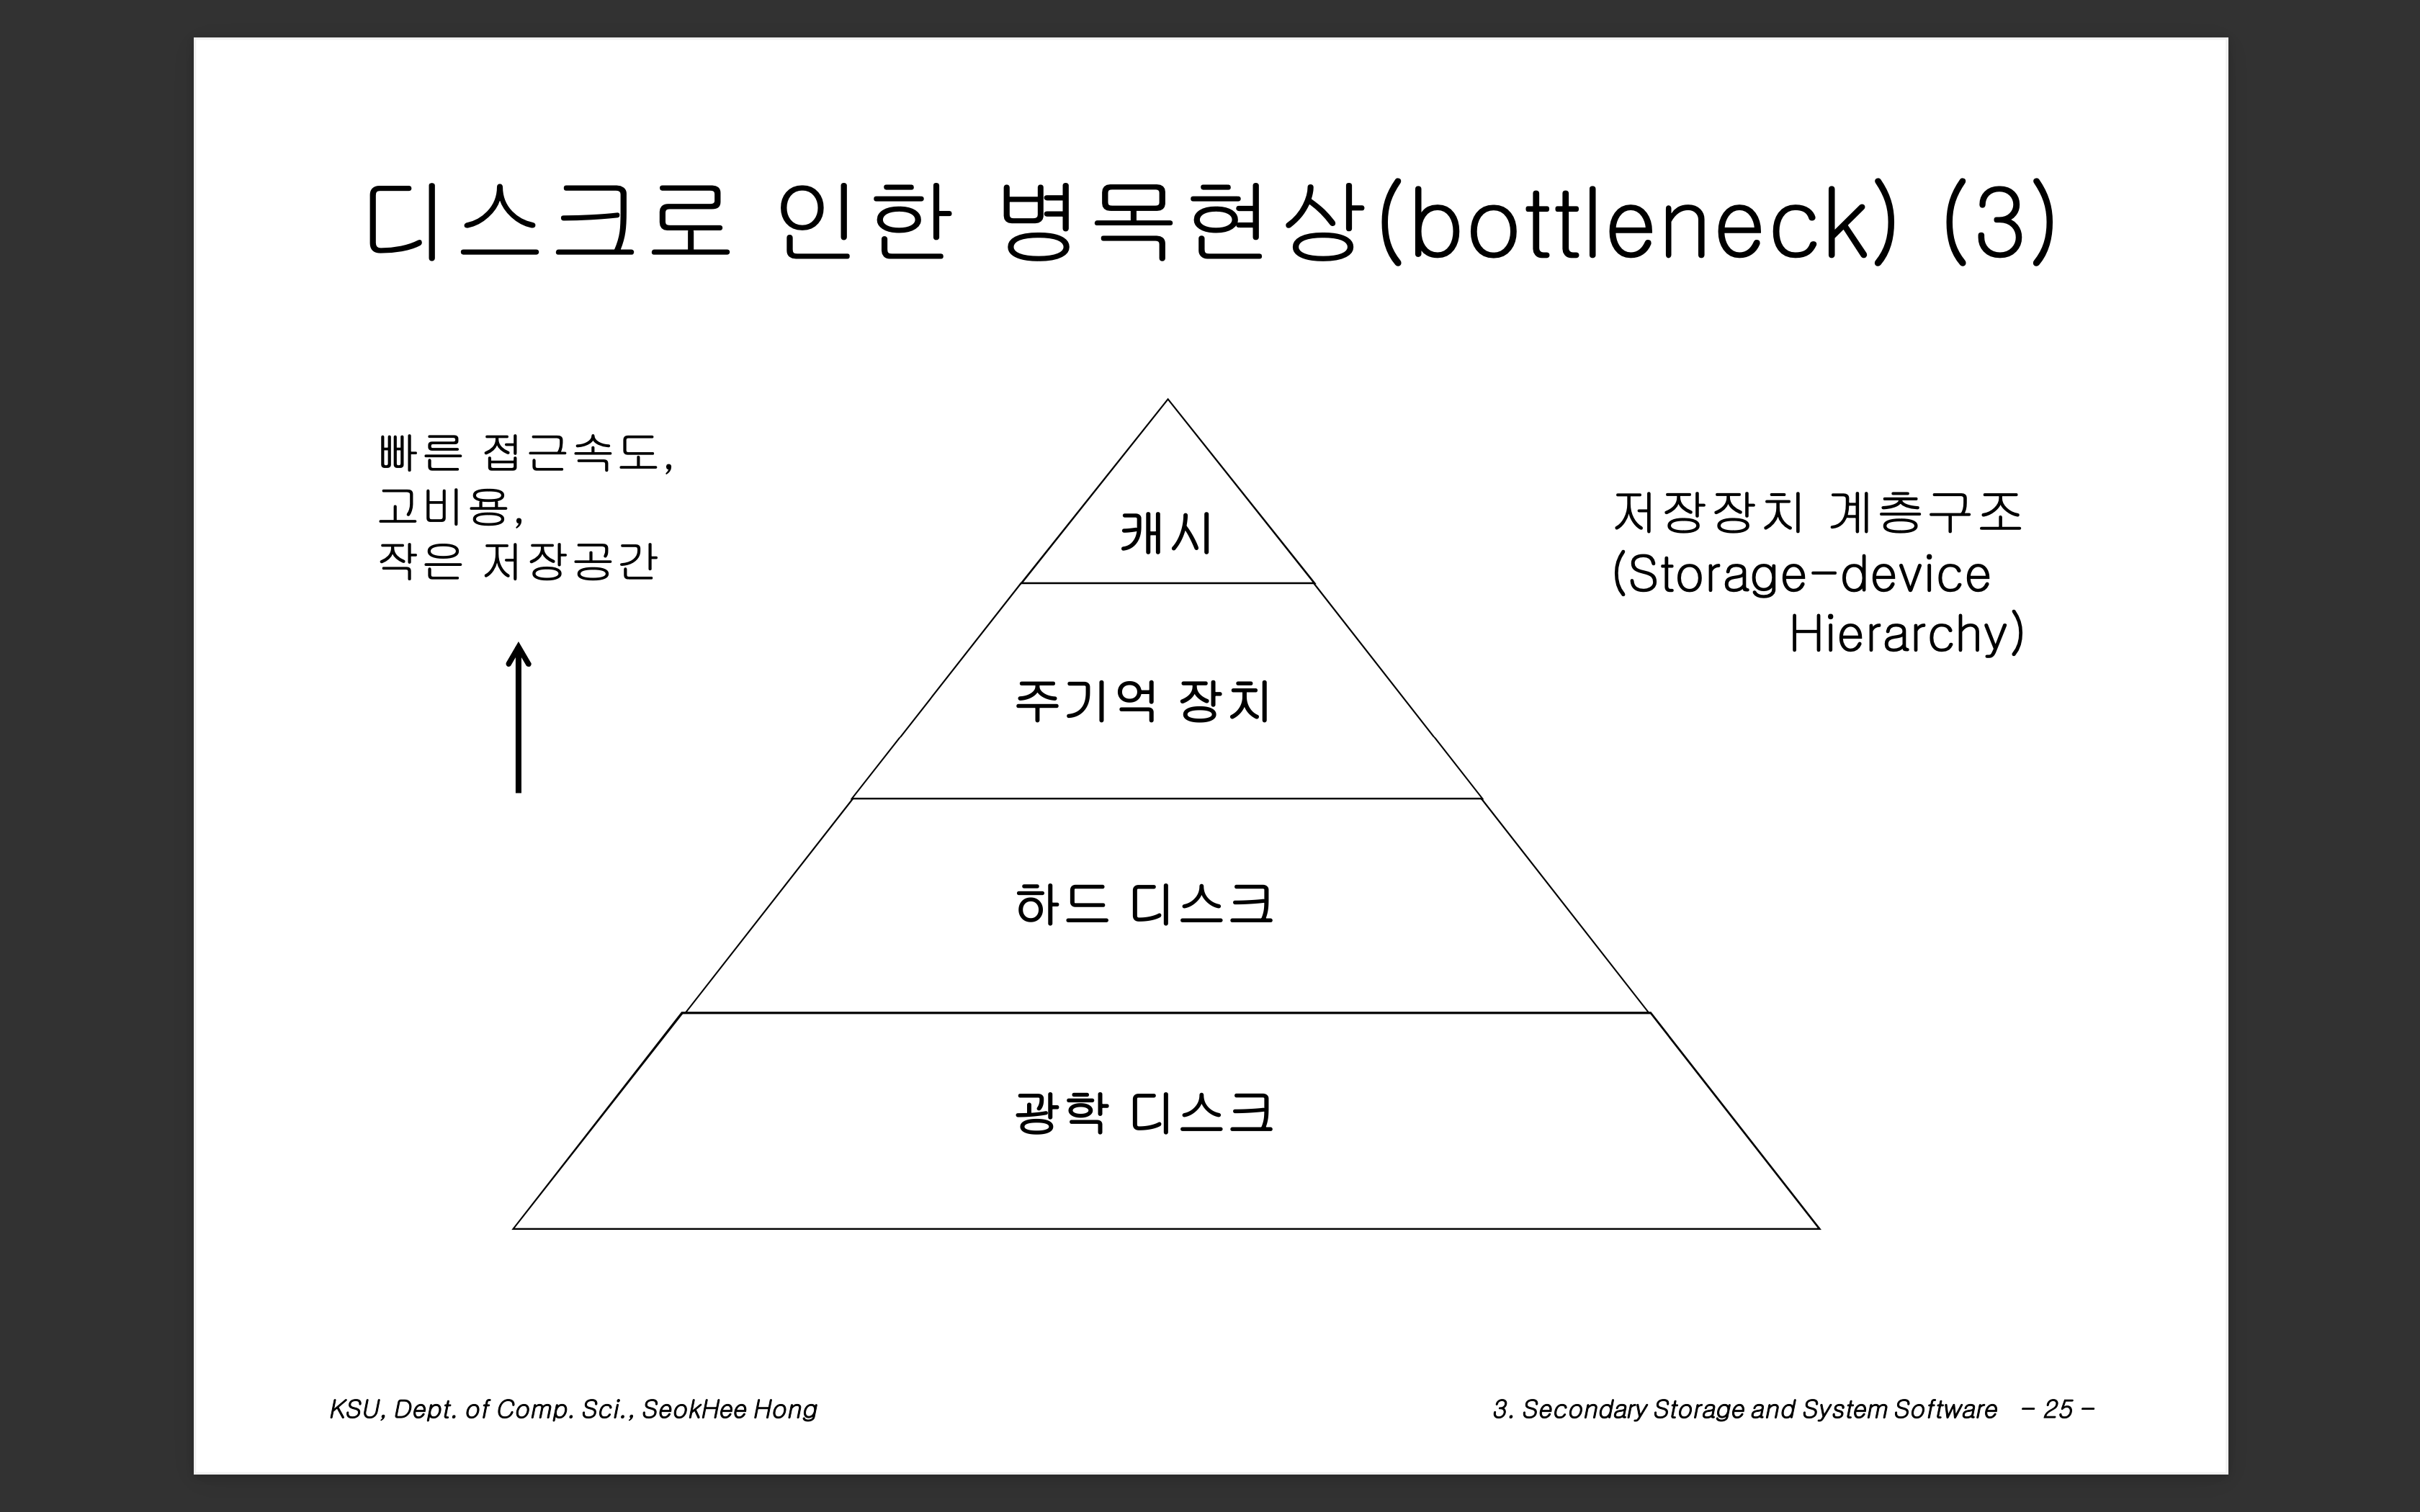 디스크로 인한 병목현상(bottleneck) (3)
빠른 접근속도,
고비용,
작은 저장공간
저장장치 계층구조
(Storage-device
Hierarchy)
캐시
주기억 장치
하드 디스크
광학 디스크
KSU, Dept. of Comp. Sci., SeokHee Hong
3. Secondary Storage and System Software - 25 -